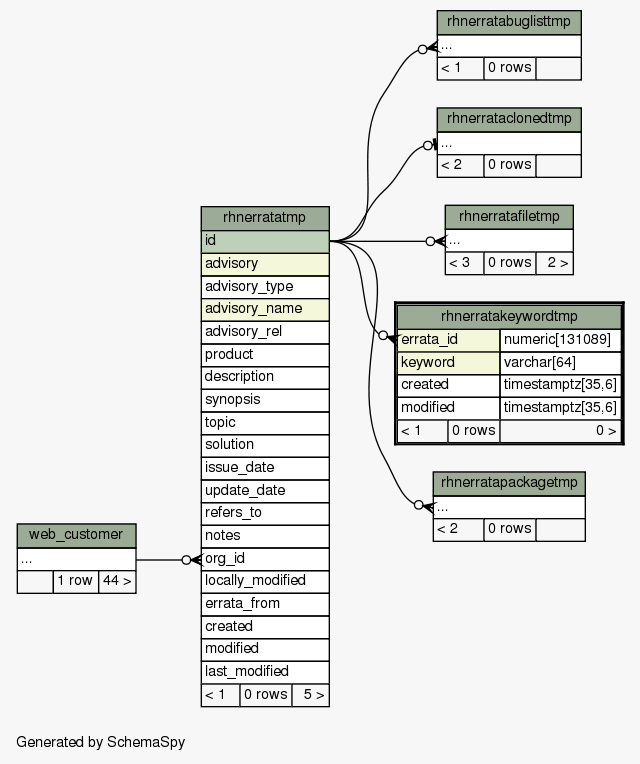 rhnerratabuglisttmp
...
< 1 0 rows
rhnerrataclonedtmp
...
< 2 0 rows
rhnerratafiletmp
...
< 3 0 rows 2 >
rhnerratakeywordtmp
errata_id numeric[131089]
keyword varchar[64]
created timestamptz[35,6]
modified timestamptz[35,6]
< 1 0 rows 0 >
rhnerratapackagetmp
...
< 2 0 rows
rhnerratatmp
id
advisory
advisory_type
advisory_name
advisory_rel
product
description
synopsis
topic
solution
issue_date
update_date
refers_to
notes
org_id
locally_modified
errata_from
created
modified
last_modified
< 1 0 rows 5 >
web_customer
...
1 row 44 >
Generated by SchemaSpy